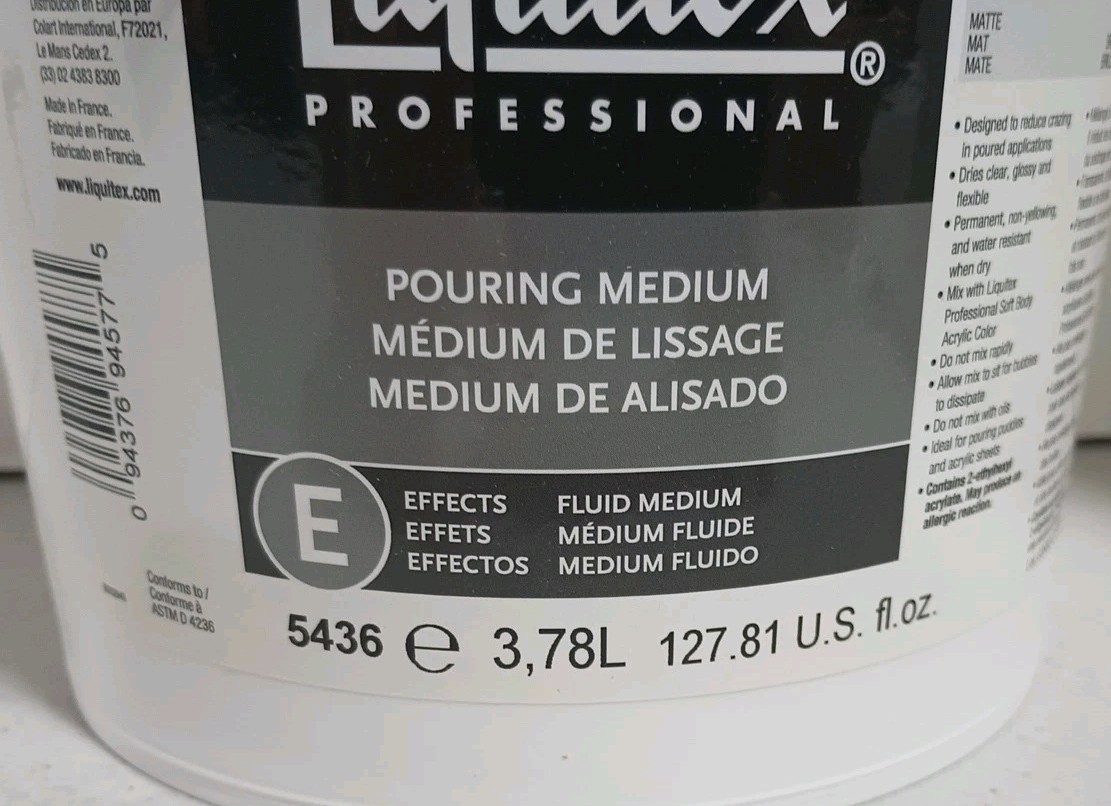 Distribución en Europa par
Colart International, F72021,
Le Mans Cedex 2.
(33) 02 4383 8300
Made in France.
Fabriqué en France.
Fabricado en Francia.
www.liquitex.com
0 94376 94577 5
Conforms to /
Conforme à
ASTM D 4236
Liquitex®
PROFESSIONAL
POURING MEDIUM
MÉDIUM DE LISSAGE
MEDIUM DE ALISADO
E
EFFECTS FLUID MEDIUM
EFFETS MÉDIUM FLUIDE
EFFECTOS MEDIUM FLUIDO
5436 e 3,78L 127.81 U.S. fl.oz.
MATTE
MAT
MATE
• Designed to reduce crazing
in poured applications
• Dries clear, glossy and
flexible
• Permanent, non-yellowing,
and water resistant
when dry
• Mix with Liquitex
Professional Soft Body
Acrylic Color
• Do not mix rapidly
• Allow mix to sit for bubbles
to dissipate
• Do not mix with oils
• Ideal for pouring puddles
and acrylic sheets
• Contains 2-ethylhexyl
acrylate. May produce an
allergic reaction.